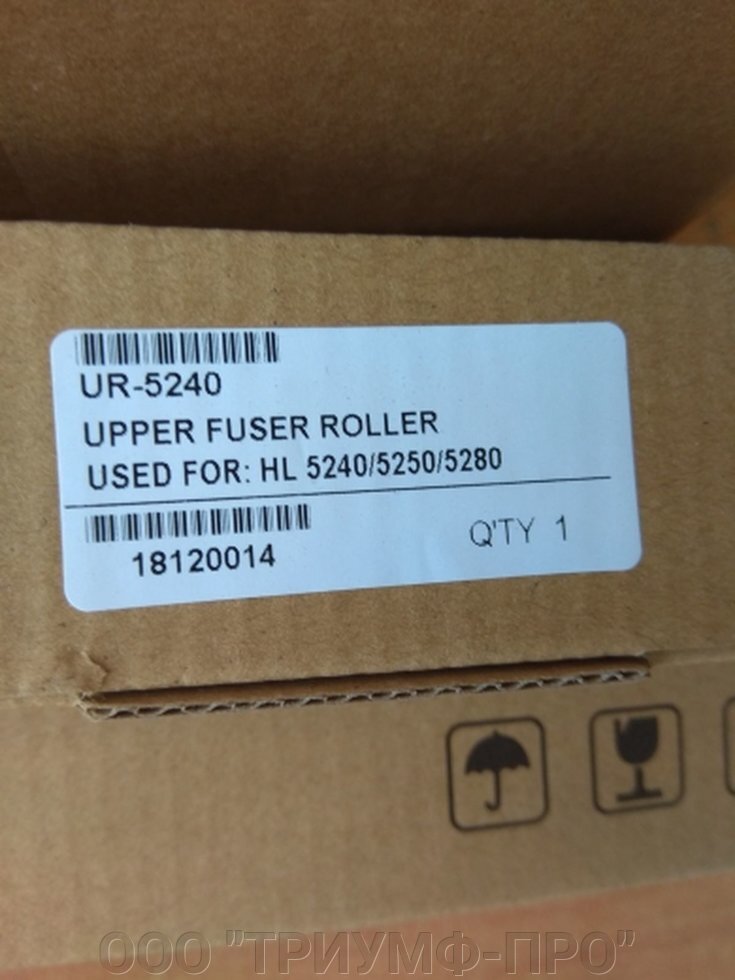 UR-5240
UPPER FUSER ROLLER
USED FOR: HL 5240/5250/5280
18120014
Q'TY 1
ООО "ТРИУМФ-ПРО"